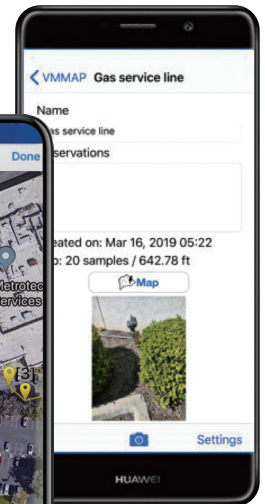 VMMAP Gas service line
Name
as service line
Done
servations
eated on: Mar 16, 2019 05:22
: 20 samples / 642.78 ft
Map
Metrotec
ervices
[3]
Settings
HUAWEI